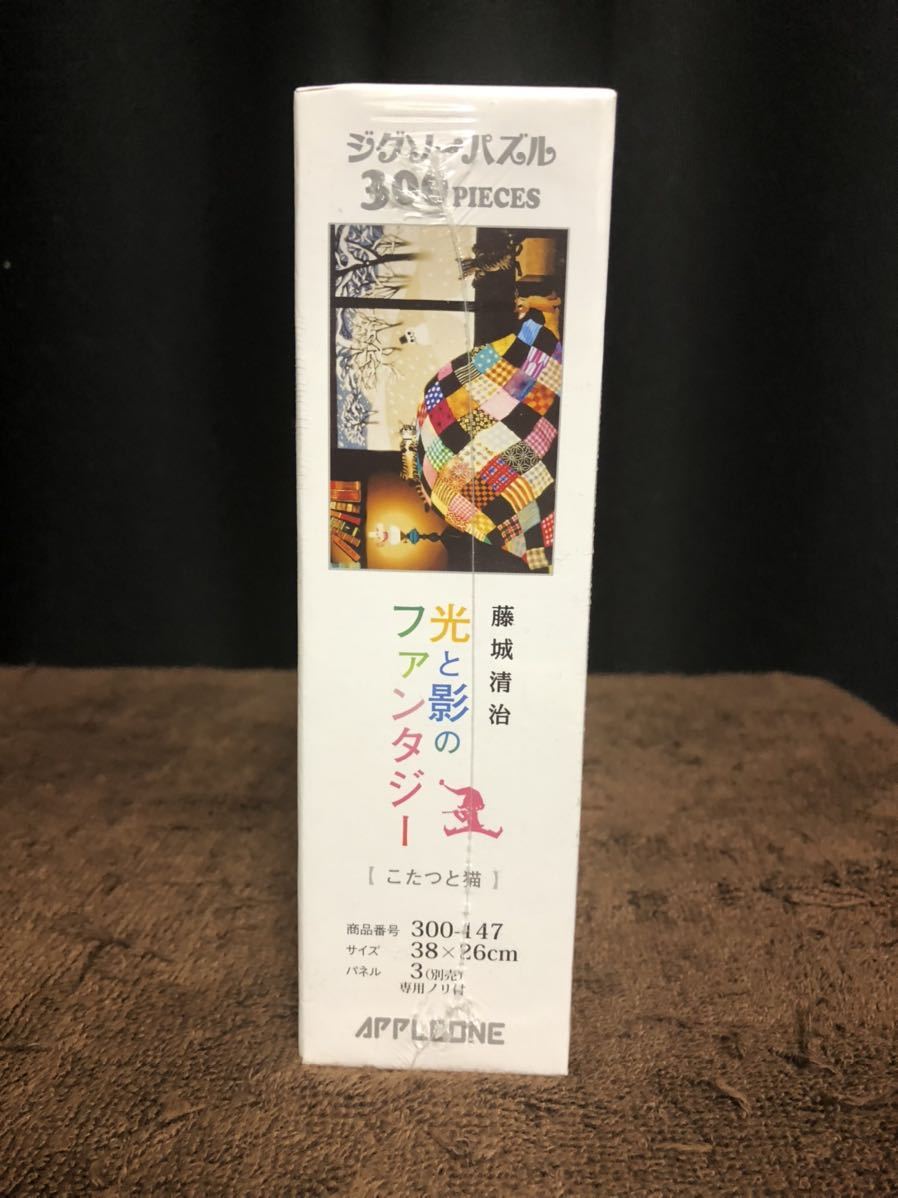 ジグソーパズル
300 PIECES
藤城清治
光と影の
ファンタジー
【こたつと猫】
商品番号 300-147
サイズ 38×26cm
パネル 3(別売)
専用ノリ付
APPLEONE